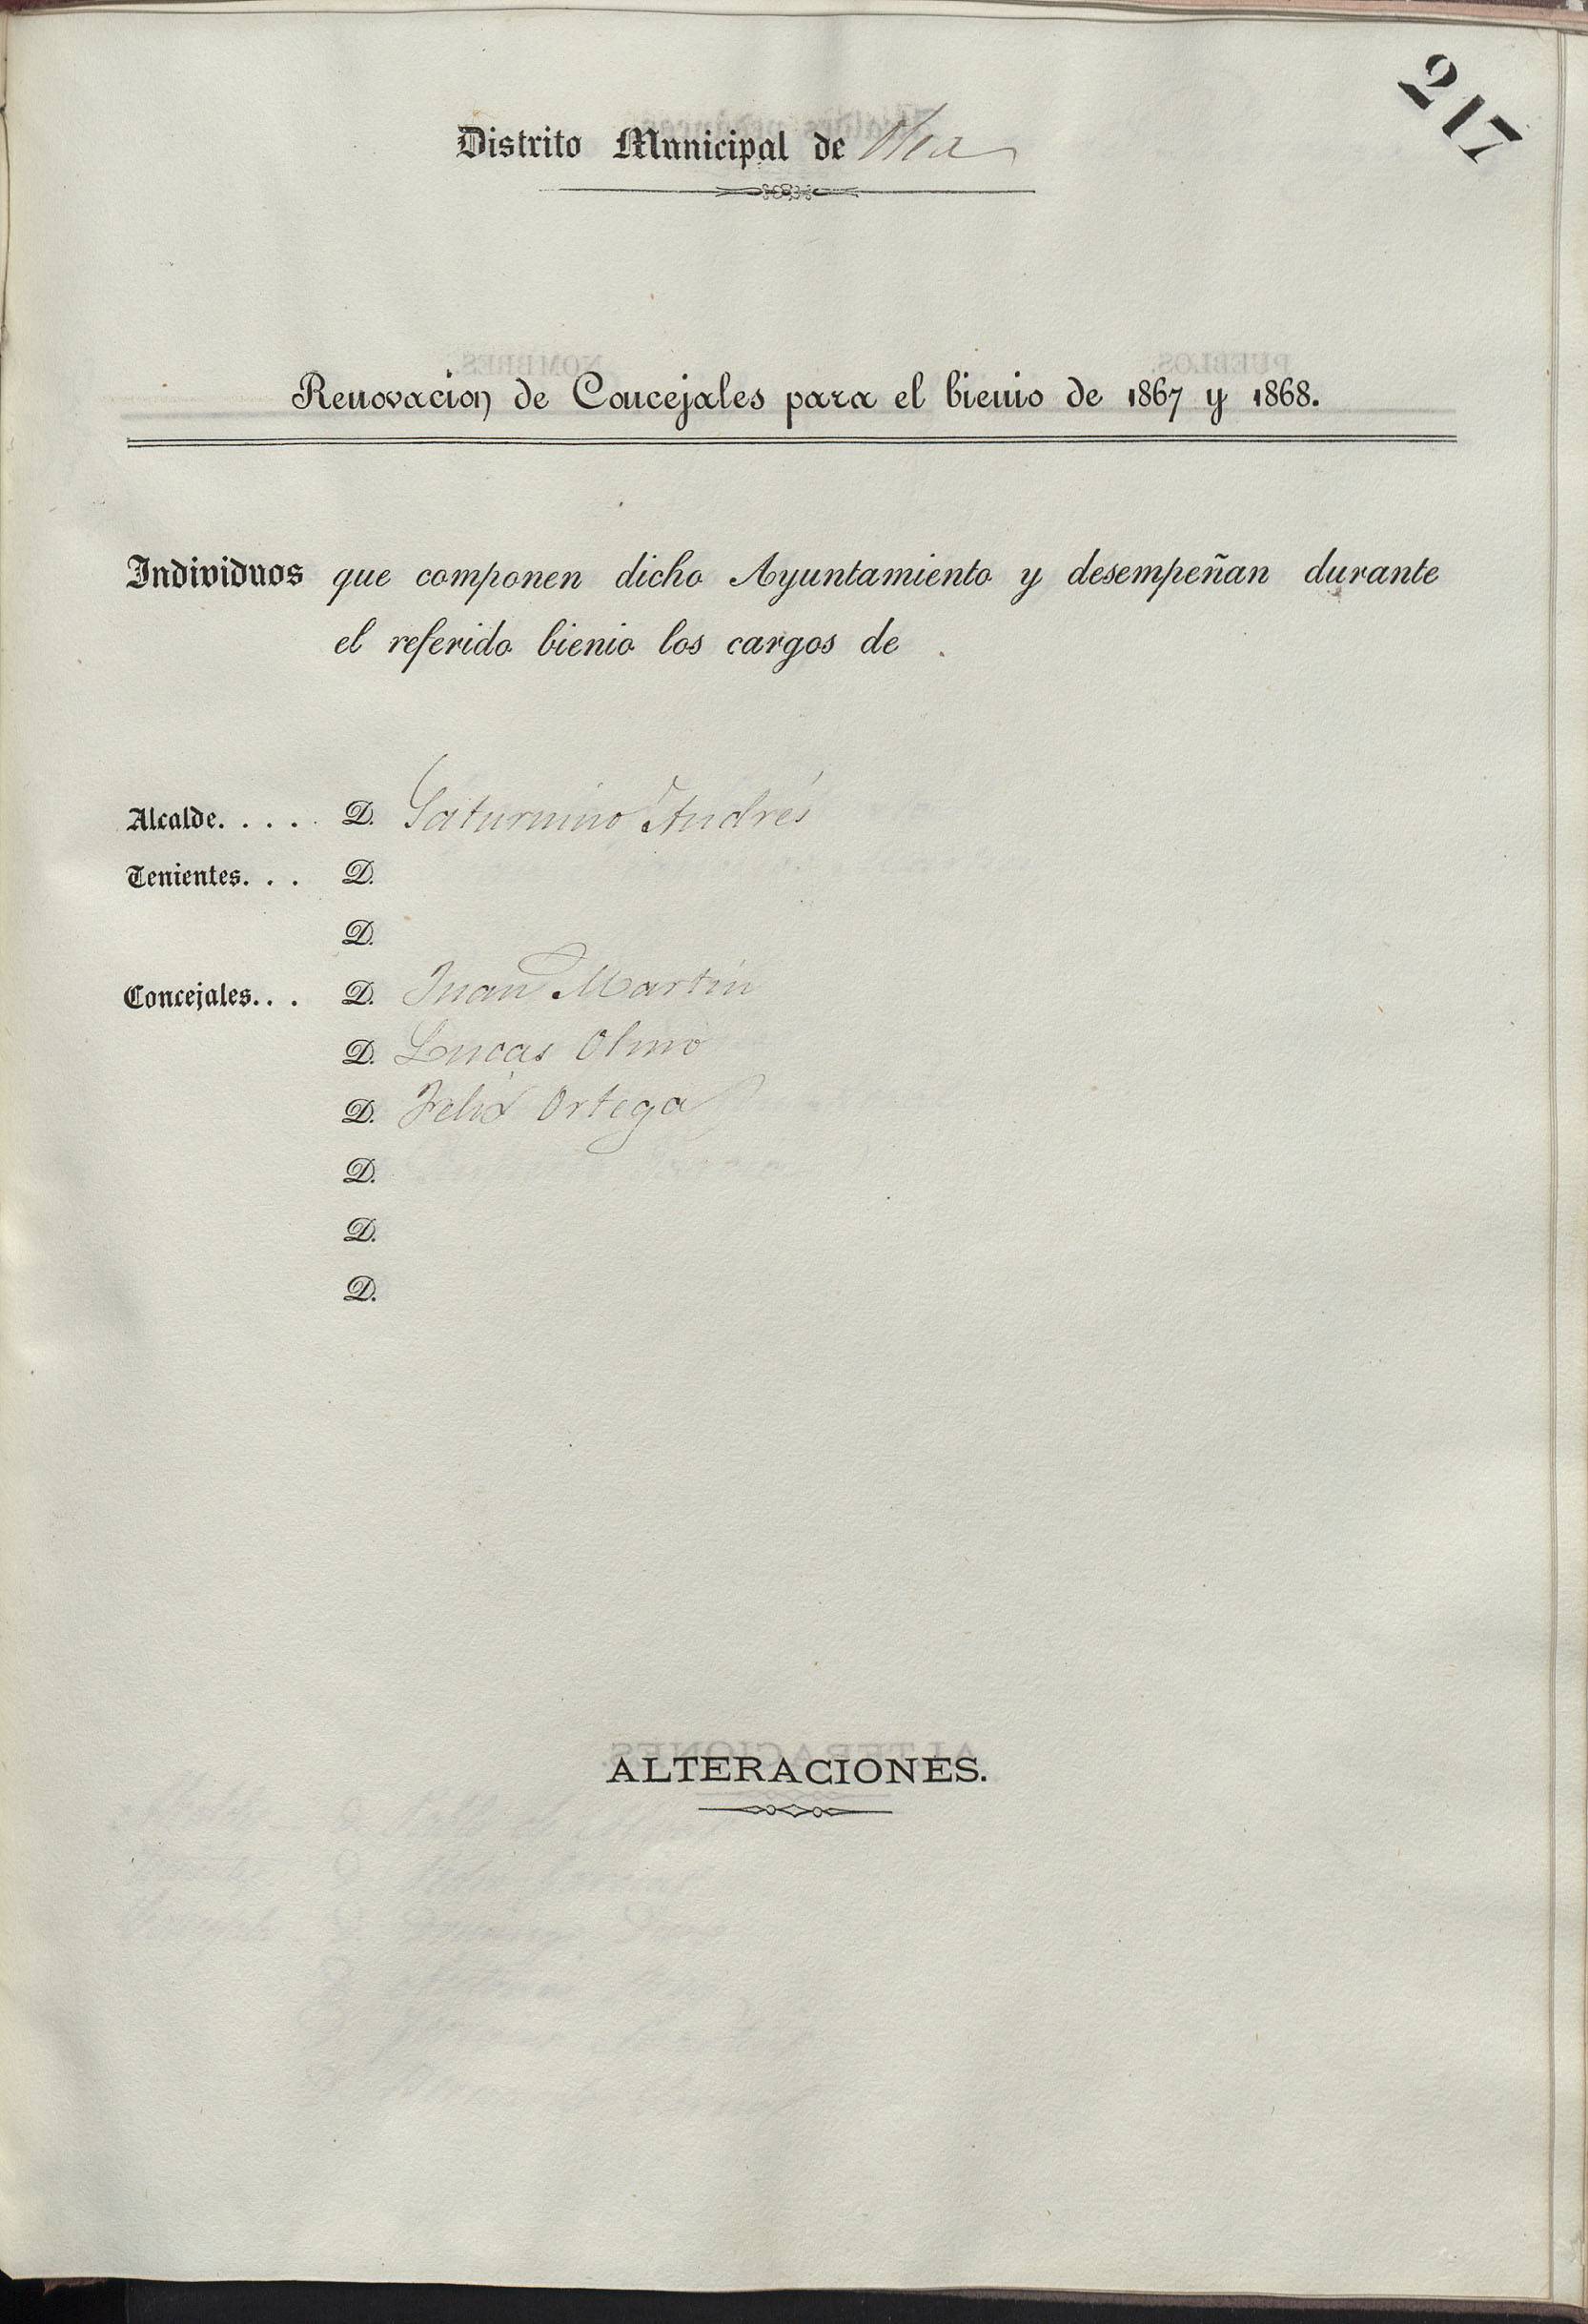 217
Distrito Municipal de Olea
Renovacion de Concejales para el bienio de 1867 y 1868.
Individuos que componen dicho Ayuntamiento y desempeñan durante
el referido bienio los cargos de
Alcalde. . . . . D. Saturnino Andrés
Tenientes. . . D.
D.
Concejales. . . D. Juan Martin
D. Lucas Olmo
D. Felix Ortega
D.
D.
D.
ALTERACIONES.